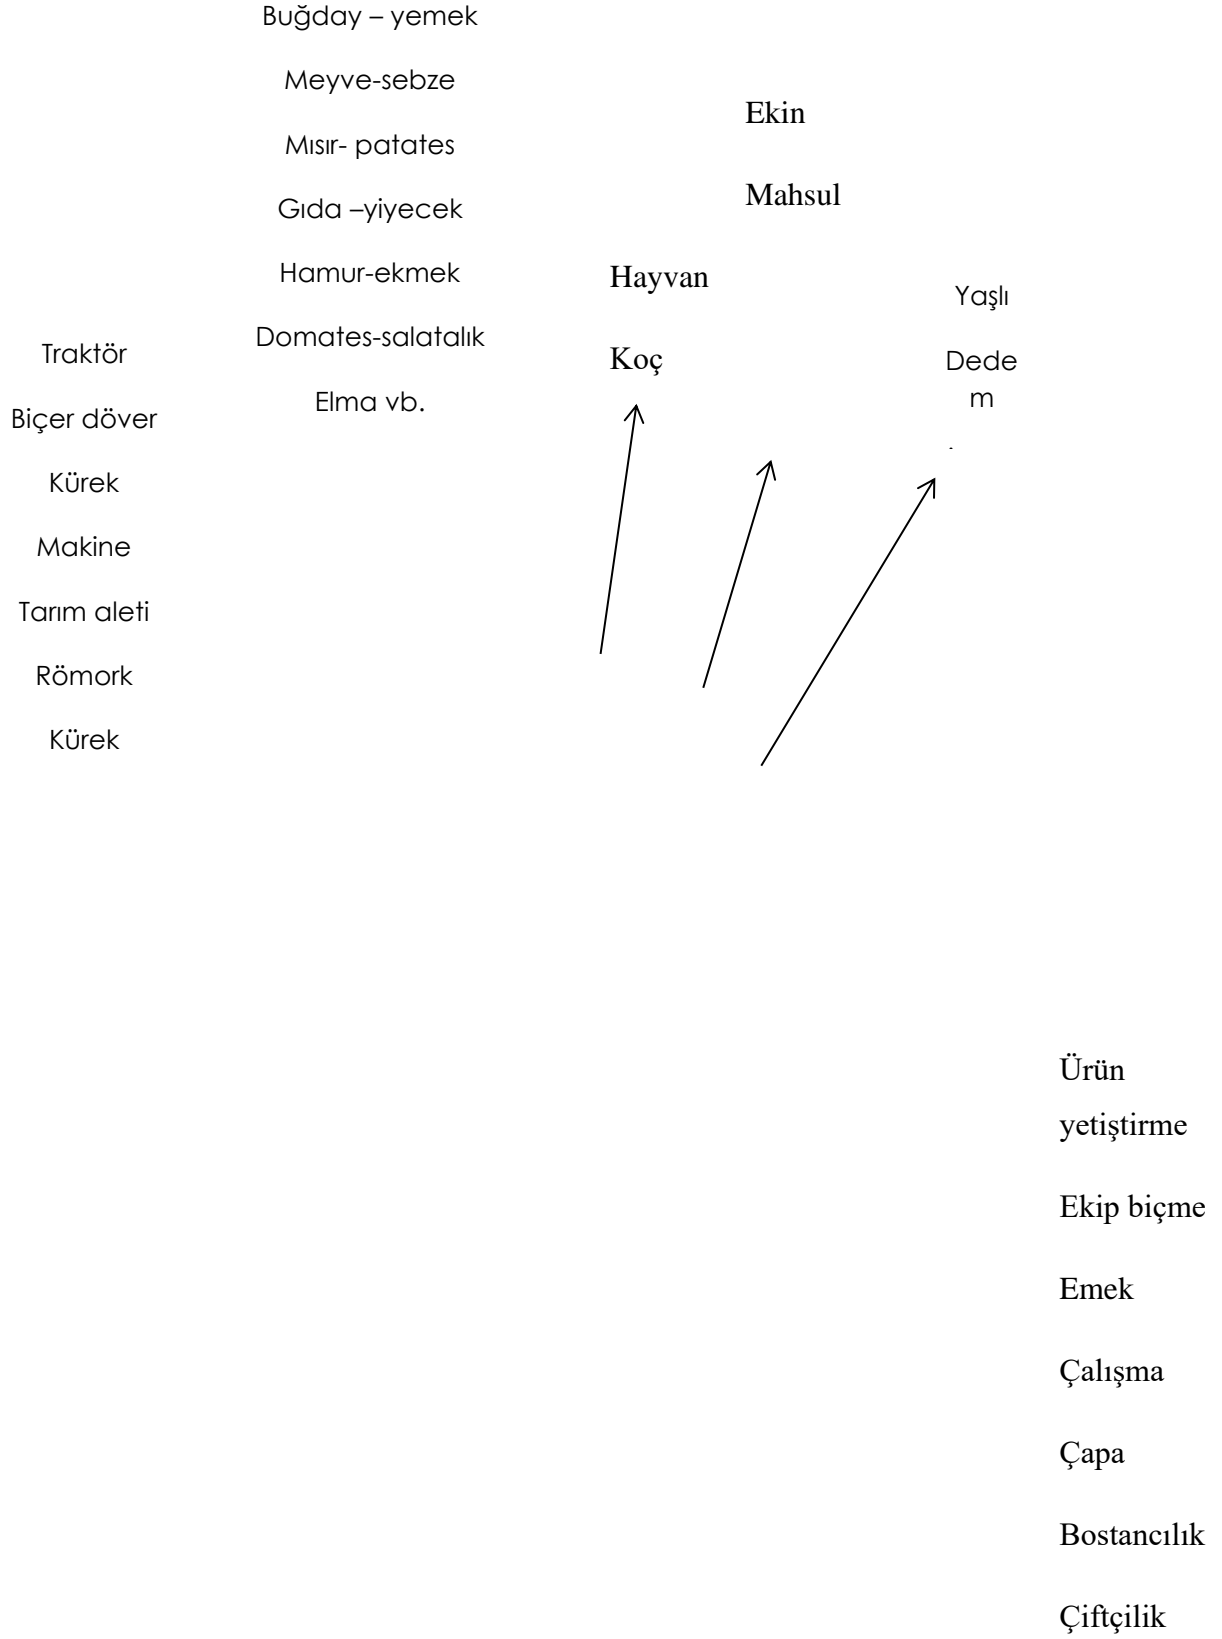 Buğday – yemek
Meyve-sebze
Mısır- patates
Gıda –yiyecek
Hamur-ekmek
Domates-salatalık
Elma vb.
Traktör
Biçer döver
Kürek
Makine
Tarım aleti
Römork
Kürek
Ekin
Mahsul
Hayvan
Koç
Yaşlı
Dede
m
Ürün
yetiştirme
Ekip biçme
Emek
Çalışma
Çapa
Bostancılık
Çiftçilik